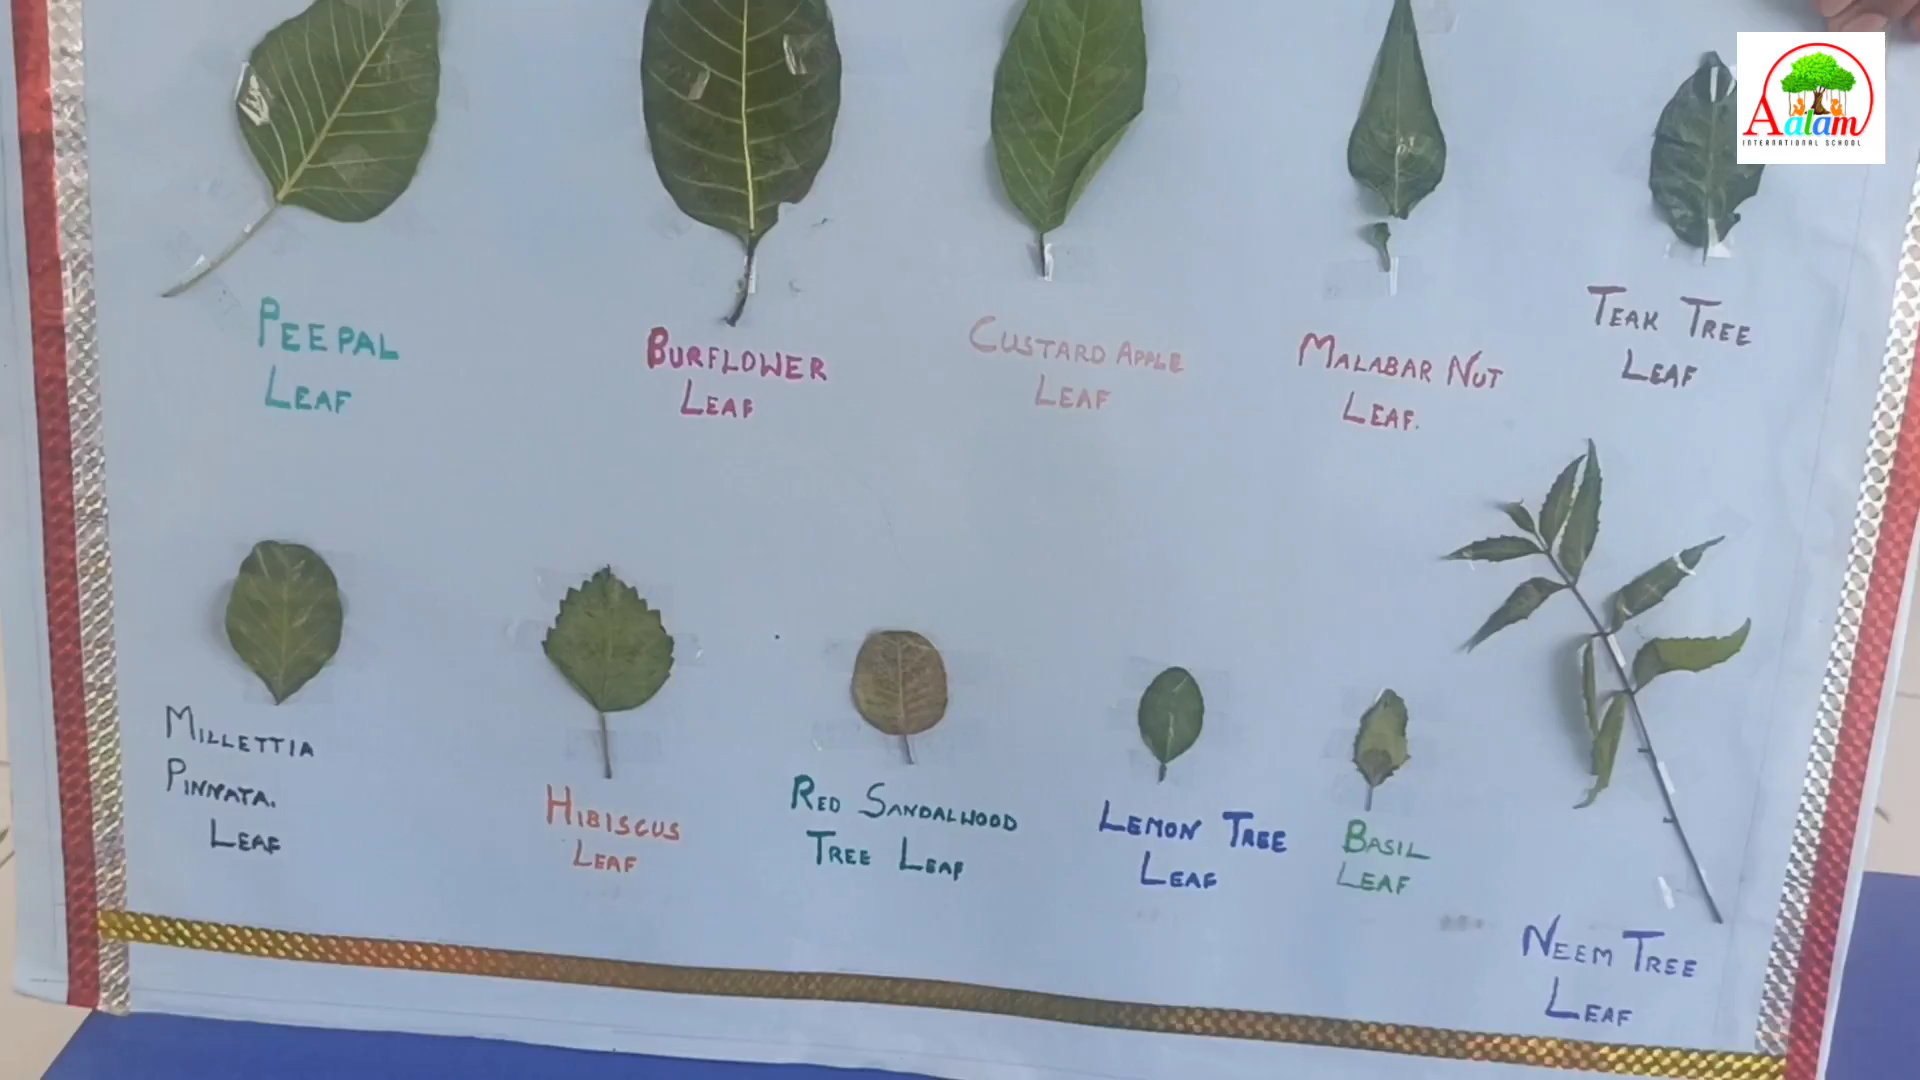 Aalam
INTERNATIONAL SCHOOL
PEEPAL
LEAF
BURFLOWER
LEAF
CUSTARD APPLE
LEAF
MALABAR NUT
LEAF.
TEAK TREE
LEAF
MILLETTIA
PINNATA.
LEAF
HIBISCUS
LEAF
RED SANDALWOOD
TREE LEAF
LEMON TREE
LEAF
BASIL
LEAF
NEEM TREE
LEAF